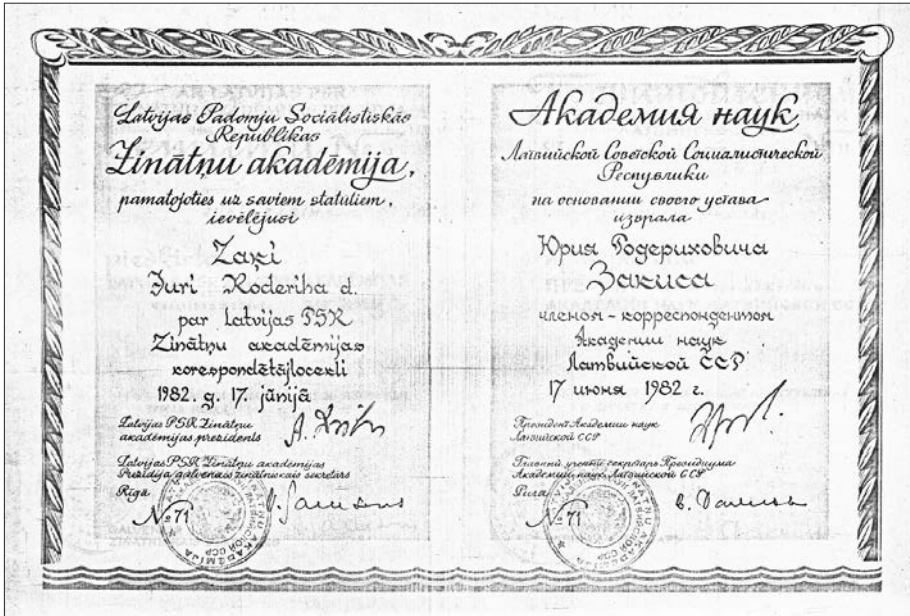 Latvijas Padomju Sociālistiskās
Republikas
Zinātņu akadēmija,
pamatojoties uz saviem statūtiem,
ievēlējusi
Zaķi
Juri Roderiha d.
par Latvijas PSR
Zinātņu akadēmijas
korespondētājlocekli
1982. g. 17. jūnijā
Latvijas PSR Zinātņu
akadēmijas prezidents
Latvijas PSR Zinātņu akadēmijas
Prezidija galvenais zinātniskais sekretārs
Rīga
№ 71
Академия наук
Латвийской Советской Социалистической
Республики
на основании своего устава
избрала
Юрия Родериховича
Закиса
членом-корреспондентом
Академии наук
Латвийской ССР
17 июня 1982 г.
Президент Академии наук
Латвийской ССР
Главный ученый секретарь Президиума
Академии наук Латвийской ССР
Рига
№ 71